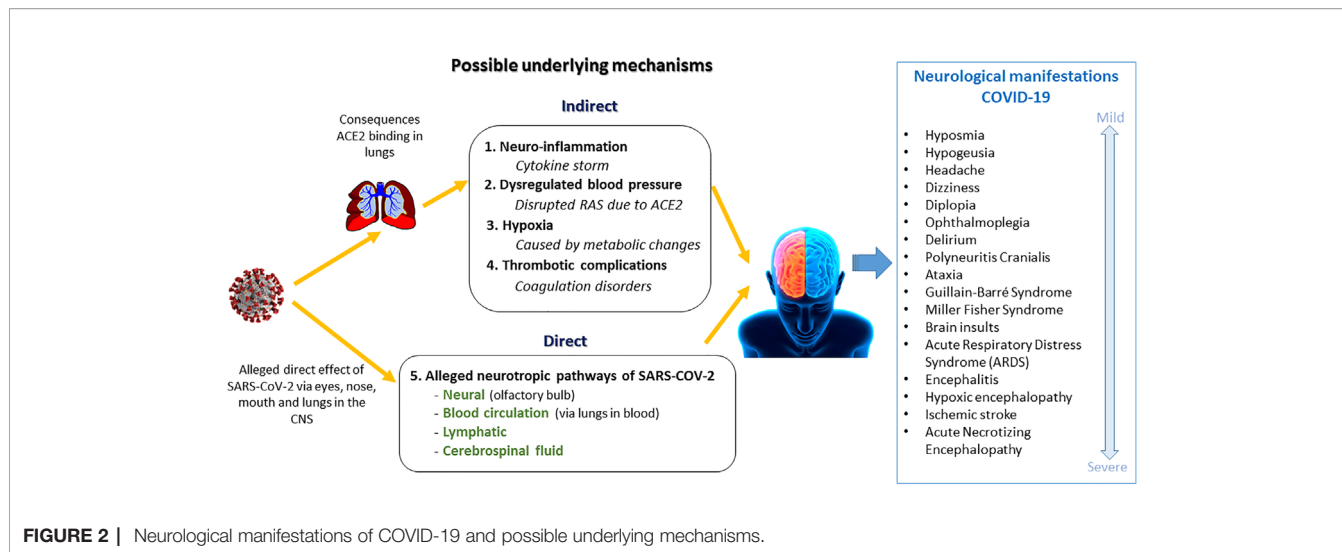 Possible underlying mechanisms
Consequences
ACE2 binding in
lungs
Indirect
1. Neuro-inflammation
Cytokine storm
2. Dysregulated blood pressure
Disrupted RAS due to ACE2
3. Hypoxia
Caused by metabolic changes
4. Thrombotic complications
Coagulation disorders
Alleged direct effect of
SARS-CoV-2 via eyes, nose,
mouth and lungs in the
CNS
Direct
5. Alleged neurotropic pathways of SARS-COV-2
- Neural (olfactory bulb)
- Blood circulation (via lungs in blood)
- Lymphatic
- Cerebrospinal fluid
Neurological manifestations
COVID-19
Mild
• Hyposmia
• Hypogeusia
• Headache
• Dizziness
• Diplopia
• Ophthalmoplegia
• Delirium
• Polyneuritis Cranialis
• Ataxia
• Guillain-Barré Syndrome
• Miller Fisher Syndrome
• Brain insults
• Acute Respiratory Distress
Syndrome (ARDS)
• Encephalitis
• Hypoxic encephalopathy
• Ischemic stroke
• Acute Necrotizing
Encephalopathy
Severe
FIGURE 2 | Neurological manifestations of COVID-19 and possible underlying mechanisms.